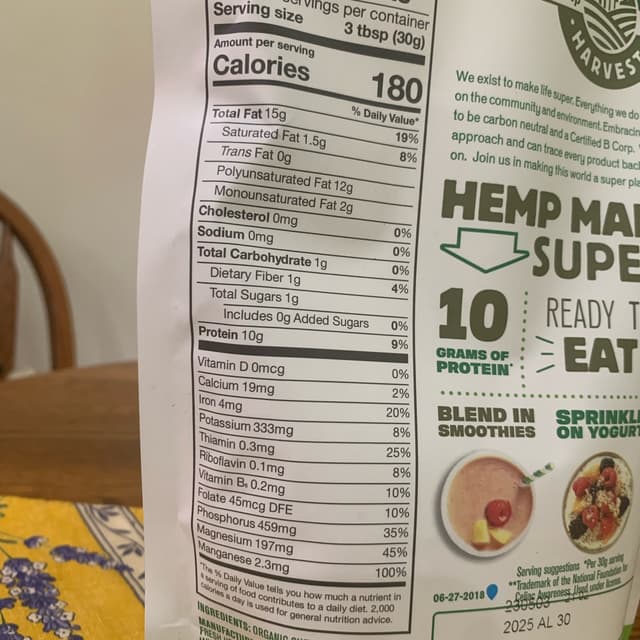 servings per container
Serving size 3 tbsp (30g)
Amount per serving
Calories 180
% Daily Value*
Total Fat 15g 19%
Saturated Fat 1.5g 8%
Trans Fat 0g
Polyunsaturated Fat 12g
Monounsaturated Fat 2g
Cholesterol 0mg 0%
Sodium 0mg 0%
Total Carbohydrate 1g 0%
Dietary Fiber 1g 4%
Total Sugars 1g
Includes 0g Added Sugars 0%
Protein 10g 9%
Vitamin D 0mcg 0%
Calcium 19mg 2%
Iron 4mg 20%
Potassium 333mg 8%
Thiamin 0.3mg 25%
Riboflavin 0.1mg 8%
Vitamin B₆ 0.2mg 10%
Folate 45mcg DFE 10%
Phosphorus 459mg 35%
Magnesium 197mg 45%
Manganese 2.3mg 100%
*The % Daily Value tells you how much a nutrient in
a serving of food contributes to a daily diet. 2,000
calories a day is used for general nutrition advice.
INGREDIENTS: ORGANIC
HARVEST
We exist to make life super. Everything we do
on the community and environment. Embracin
to be carbon neutral and a Certified B Corp.
approach and can trace every product bac
on. Join us in making this world a super pl
HEMP MA
SUPE
10
GRAMS OF
PROTEIN*
READY T
EAT
BLEND IN
SMOOTHIES
SPRINKL
ON YOGUR
Serving suggestions *Per 30g serving
**Trademark of the National Foundation for
Celiac Awareness. Used under license.
06-27-2018
2025 AL 30